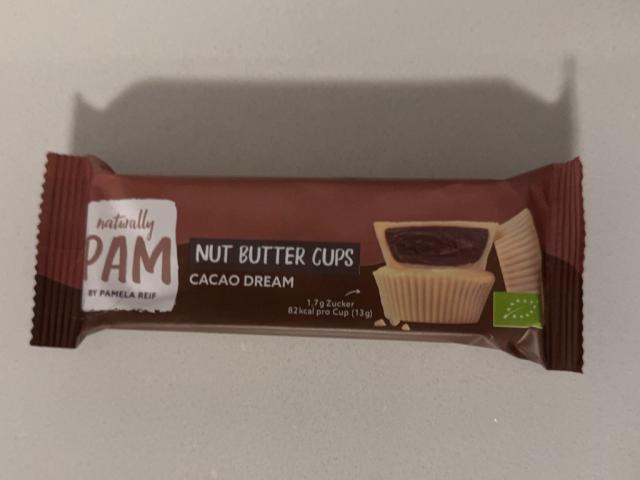 naturally
PAM
BY PAMELA REIF
NUT BUTTER CUPS
CACAO DREAM
1,7g Zucker
82kcal pro Cup (13g)